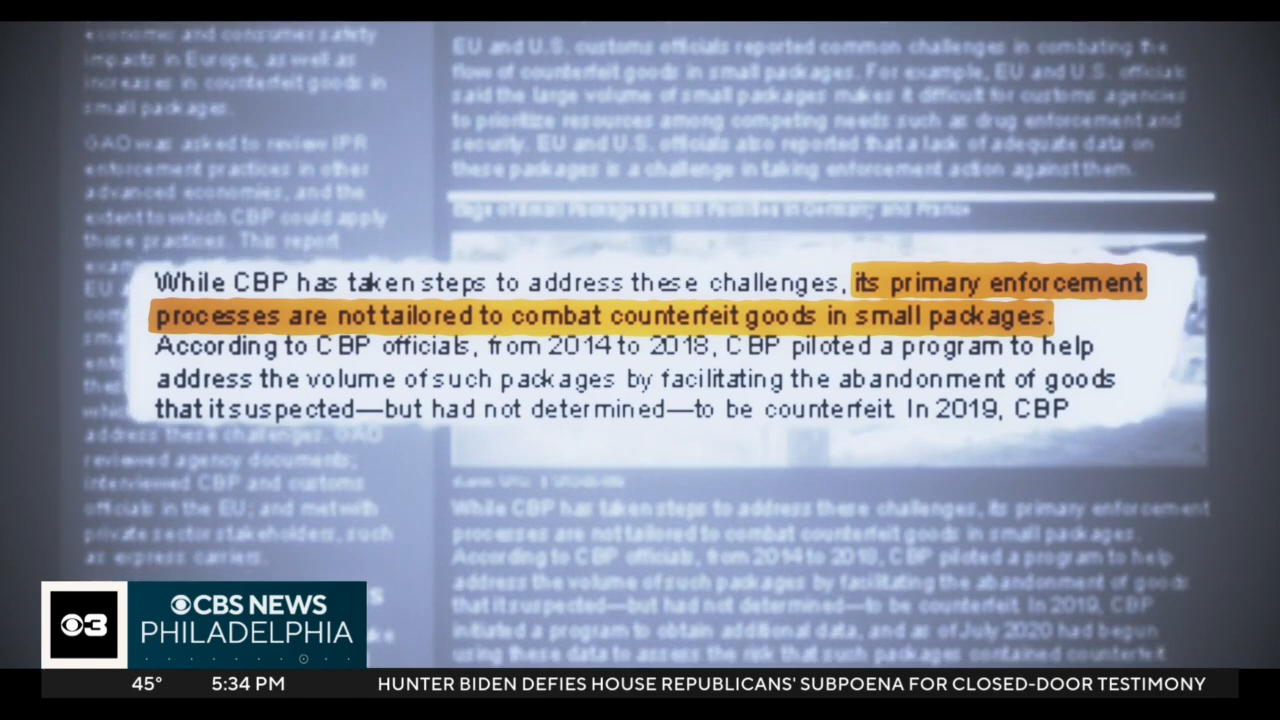 economic and consumer safety
impacts in Europe, as well as
increases in counterfeit goods in
small packages.
GAO was asked to review IPR
enforcement practices in other
advanced economies, and the
extent to which CBP could apply
those practices. This report
EU and U.S. customs officials reported common challenges in combating the
flow of counterfeit goods in small packages. For example, EU and U.S. officials
said the large volume of small packages makes it difficult for customs agencies
to prioritize resources among competing needs such as drug enforcement and
security. EU and U.S. officials also reported that a lack of adequate data on
these packages is a challenge in taking enforcement action against them.
While CBP has taken steps to address these challenges, its primary enforcement
processes are not tailored to combat counterfeit goods in small packages.
According to CBP officials, from 2014 to 2018, CBP piloted a program to help
address the volume of such packages by facilitating the abandonment of goods
that it suspected—but had not determined—to be counterfeit. In 2019, CBP
address these challenges. GAO
reviewed agency documents;
interviewed CBP and customs
officials in the EU; and met with
private sector stakeholders, such
as express carriers.
While CBP has taken steps to address these challenges, its primary enforcement
processes are not tailored to combat counterfeit goods in small packages.
According to CBP officials, from 2014 to 2018, CBP piloted a program to help
address the volume of such packages by facilitating the abandonment of goods
that it suspected—but had not determined—to be counterfeit. In 2019, CBP
initiated a program to obtain additional data, and as of July 2020 had begun
using these data to assess the risk that such packages contained counterfeit
3
CBS NEWS
PHILADELPHIA
45° 5:34 PM HUNTER BIDEN DEFIES HOUSE REPUBLICANS' SUBPOENA FOR CLOSED-DOOR TESTIMONY